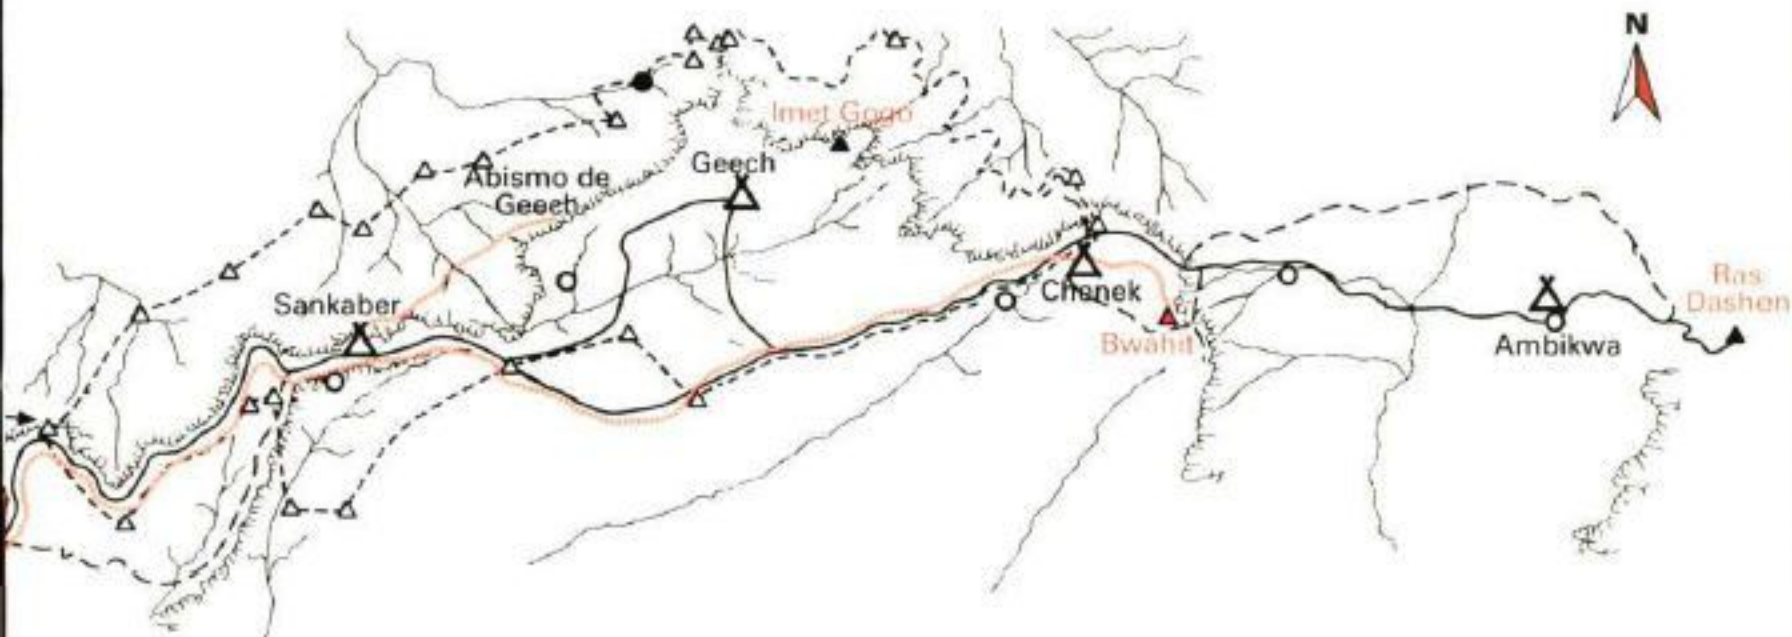 N
Imet Gogo
Geech
Abismo de
Geech
Sankaber
Chenek
Bwahit
Ras
Dashen
Ambikwa